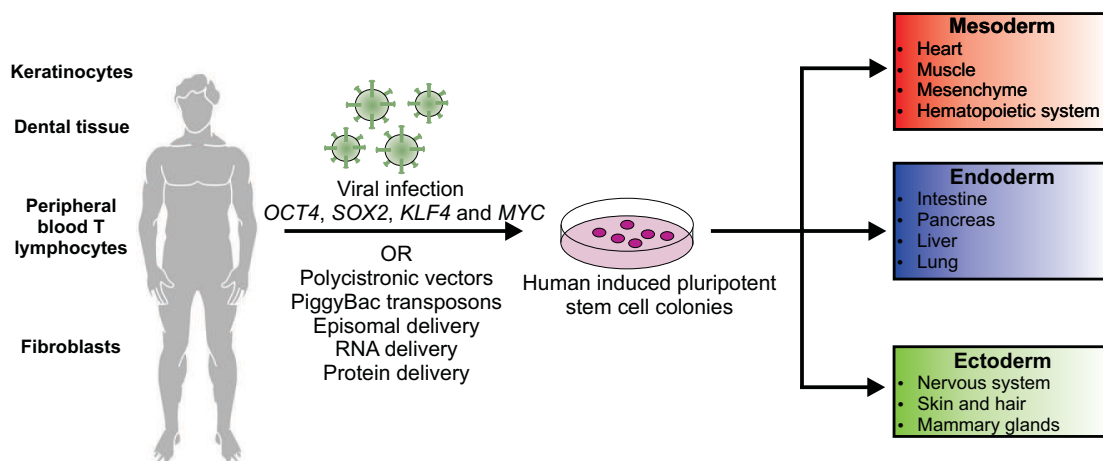 Keratinocytes
Dental tissue
Peripheral
blood T
lymphocytes
Fibroblasts
Viral infection
OCT4, SOX2, KLF4 and MYC
OR
Polycistronic vectors
PiggyBac transposons
Episomal delivery
RNA delivery
Protein delivery
Human induced pluripotent
stem cell colonies
Mesoderm
• Heart
• Muscle
• Mesenchyme
• Hematopoietic system
Endoderm
• Intestine
• Pancreas
• Liver
• Lung
Ectoderm
• Nervous system
• Skin and hair
• Mammary glands